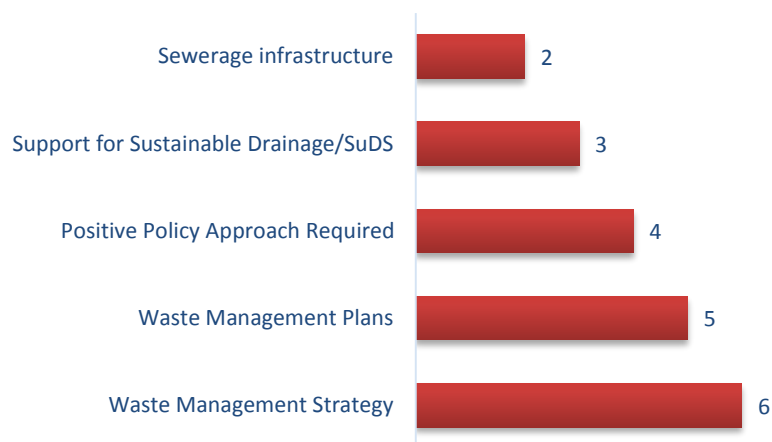 Sewerage infrastructure 2
Support for Sustainable Drainage/SuDS 3
Positive Policy Approach Required 4
Waste Management Plans 5
Waste Management Strategy 6